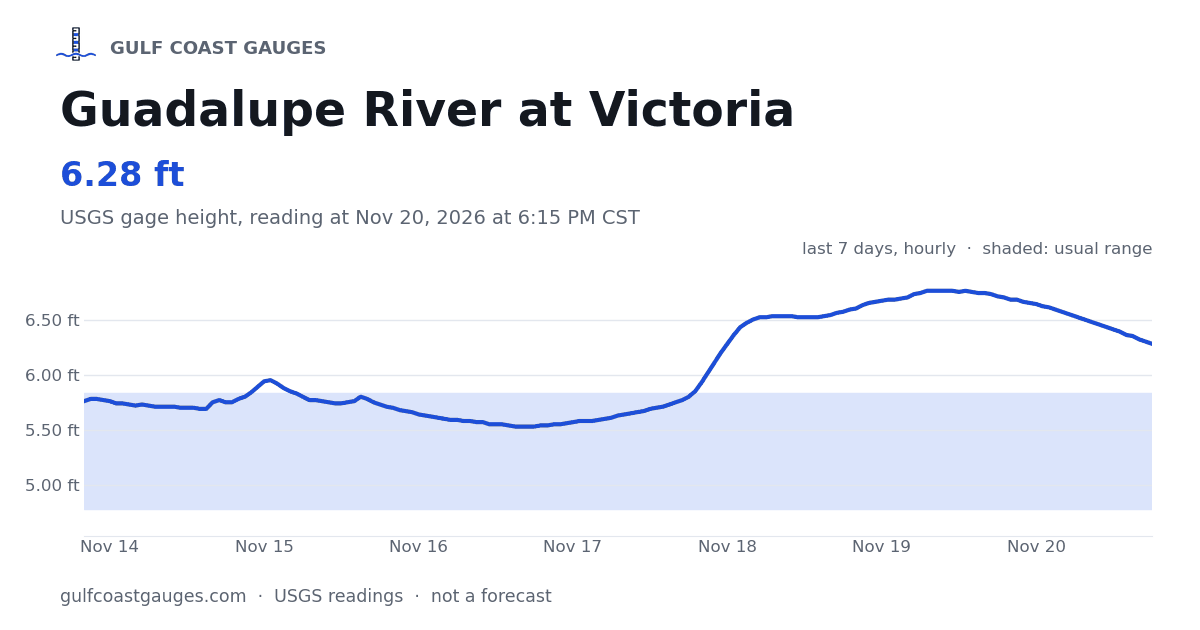 GULF COAST GAUGES
Guadalupe River at Victoria
6.28 ft
USGS gage height, reading at Nov 20, 2026 at 6:15 PM CST
last 7 days, hourly · shaded: usual range
6.50 ft
6.00 ft
5.50 ft
5.00 ft
Nov 14 Nov 15 Nov 16 Nov 17 Nov 18 Nov 19 Nov 20
gulfcoastgauges.com · USGS readings · not a forecast